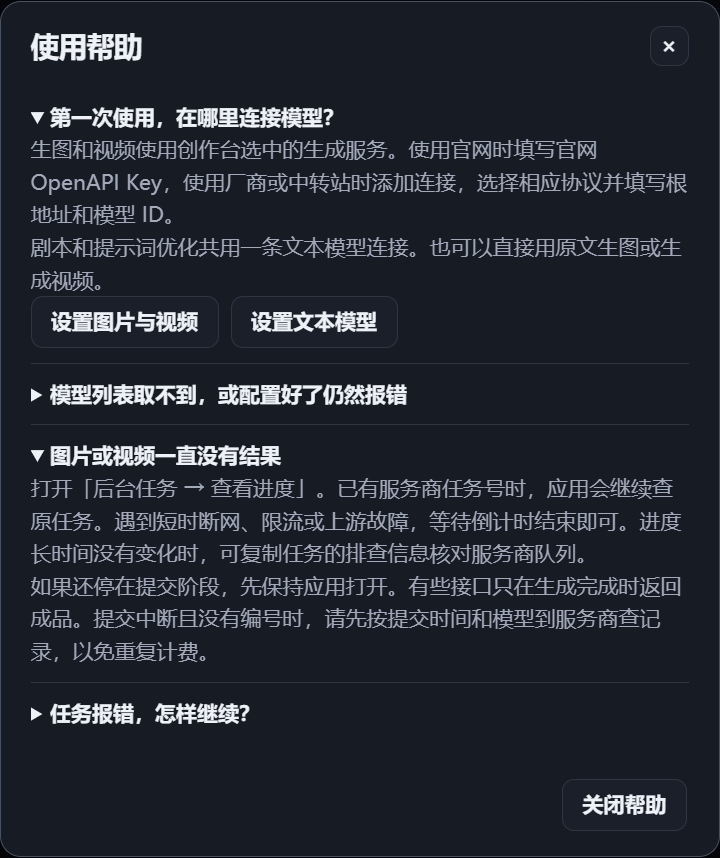 使用帮助
×
▼ 第一次使用，在哪里连接模型？
生图和视频使用创作台选中的生成服务。使用官网时填写官网
OpenAPI Key，使用厂商或中转站时添加连接，选择相应协议并填写根
地址和模型 ID。
剧本和提示词优化共用一条文本模型连接。也可以直接用原文生图或生
成视频。
设置图片与视频 设置文本模型
▶ 模型列表取不到，或配置好了仍然报错
▼ 图片或视频一直没有结果
打开「后台任务 → 查看进度」。已有服务商任务号时，应用会继续查
原任务。遇到短时断网、限流或上游故障，等待倒计时结束即可。进度
长时间没有变化时，可复制任务的排查信息核对服务商队列。
如果还停在提交阶段，先保持应用打开。有些接口只在生成完成时返回
成品。提交中断且没有编号时，请先按提交时间和模型到服务商查记
录，以免重复计费。
▶ 任务报错，怎样继续？
关闭帮助